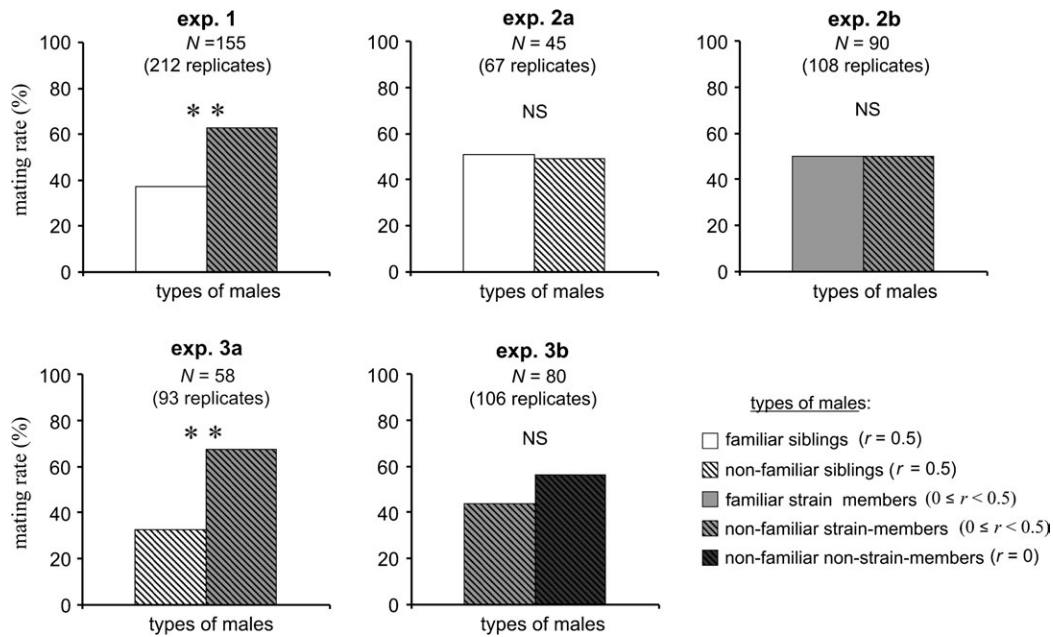 exp. 1
N =155
(212 replicates)
mating rate (%)
100
80
60
40
20
0
* *
types of males
exp. 2a
N = 45
(67 replicates)
100
80
60
40
20
0
NS
types of males
exp. 2b
N = 90
(108 replicates)
100
80
60
40
20
0
NS
types of males
exp. 3a
N = 58
(93 replicates)
mating rate (%)
100
80
60
40
20
0
* *
types of males
exp. 3b
N = 80
(106 replicates)
100
80
60
40
20
0
NS
types of males
types of males:
familiar siblings (r = 0.5)
non-familiar siblings (r = 0.5)
familiar strain members (0 ≤ r < 0.5)
non-familiar strain-members (0 ≤ r < 0.5)
non-familiar non-strain-members (r = 0)